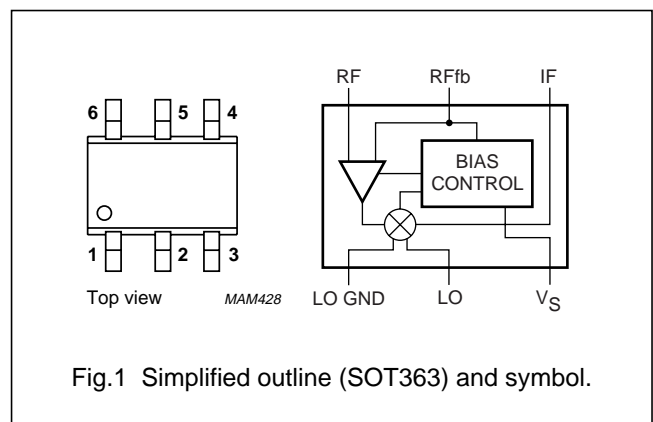 RF RFfb IF
6 5 4
BIAS
CONTROL
1 2 3
Top view MAM428 LO GND LO VS
Fig.1 Simplified outline (SOT363) and symbol.